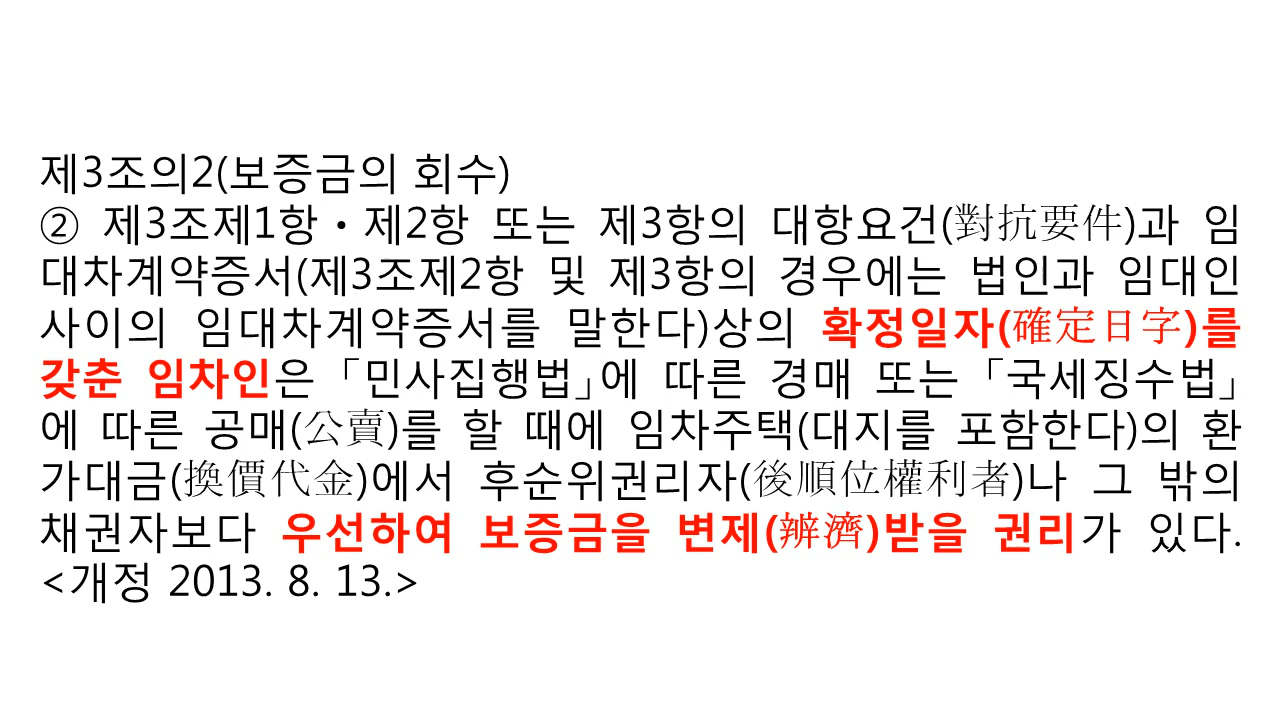 제3조의2(보증금의 회수)
② 제3조제1항・제2항 또는 제3항의 대항요건(對抗要件)과 임
대차계약증서(제3조제2항 및 제3항의 경우에는 법인과 임대인
사이의 임대차계약증서를 말한다)상의 확정일자(確定日字)를
갖춘 임차인은 「민사집행법」에 따른 경매 또는 「국세징수법」
에 따른 공매(公賣)를 할 때에 임차주택(대지를 포함한다)의 환
가대금(換價代金)에서 후순위권리자(後順位權利者)나 그 밖의
채권자보다 우선하여 보증금을 변제(辨濟)받을 권리가 있다.
<개정 2013. 8. 13.>